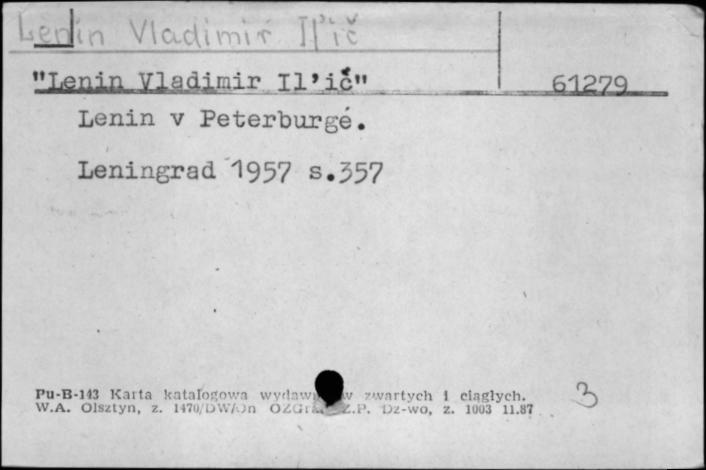 Lenin Vladimir Il'ič
"Lenin Vladimir Il'ič" 61279
Lenin v Peterburgé.
Leningrad 1957 s.357
Pu-B-143 Karta katalogowa zwartych i ciągłych. 3
W.A. Olsztyn, z. 1470/DW/On Z.P. Dz-wo, z. 1003 11.87